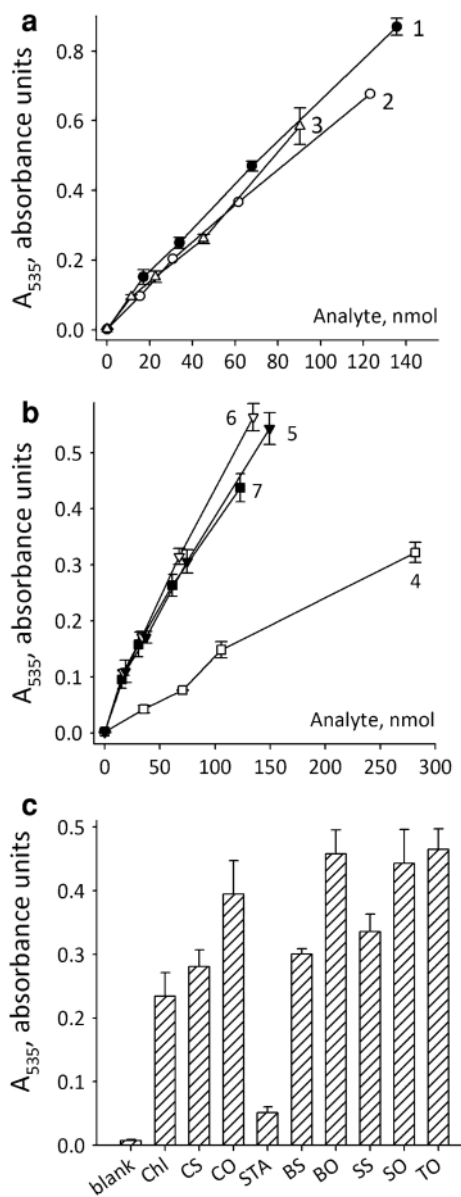 a
A535, absorbance units
0.8
0.6
0.4
0.2
0.0
1
2
3
Analyte, nmol
0 20 40 60 80 100 120 140
b
A535, absorbance units
0.5
0.4
0.3
0.2
0.1
0.0
6
5
7
4
Analyte, nmol
0 50 100 150 200 250 300
c
A535, absorbance units
0.5
0.4
0.3
0.2
0.1
0.0
blank Chl CS CO STA BS BO SS SO TO